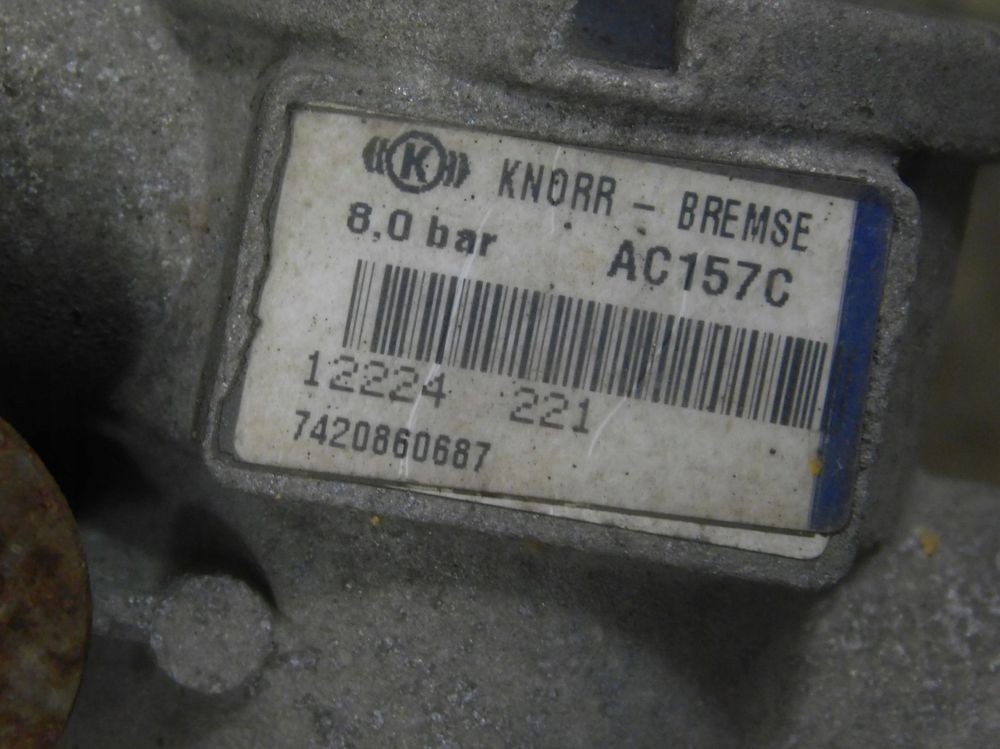 K KNORR - BREMSE
8,0 bar AC157C
12224 221
7420860687